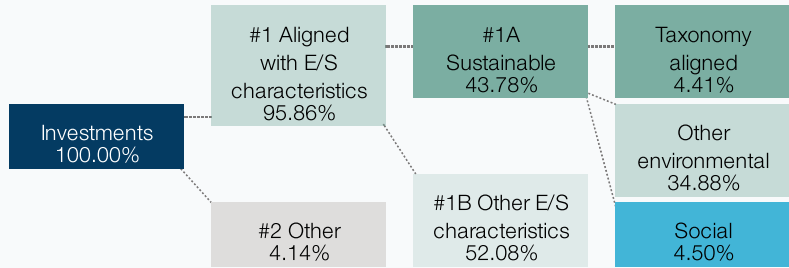 Investments
100.00%
#1 Aligned
with E/S
characteristics
95.86%
#2 Other
4.14%
#1A
Sustainable
43.78%
#1B Other E/S
characteristics
52.08%
Taxonomy
aligned
4.41%
Other
environmental
34.88%
Social
4.50%